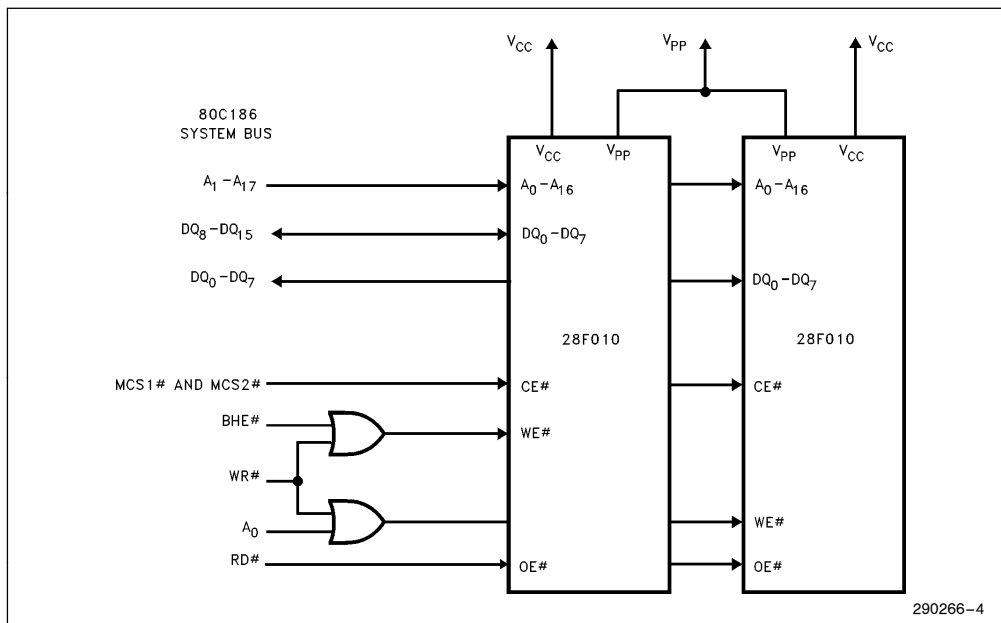 V_CC V_PP V_CC
80C186
SYSTEM BUS
V_CC V_PP V_PP V_CC
A_1-A_17 A_0-A_16 A_0-A_16
DQ_8-DQ_15 DQ_0-DQ_7
DQ_0-DQ_7 DQ_0-DQ_7
28F010 28F010
MCS1# AND MCS2# CE# CE#
BHE# WE#
WR#
A_0 WE#
RD# OE# OE#
290266-4